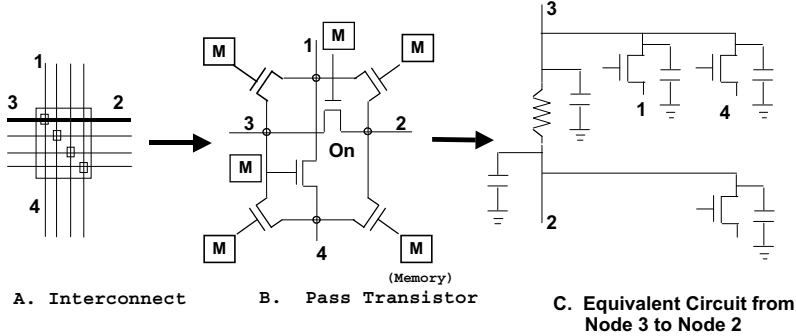 1
3
2
4
A. Interconnect
M
M
M
1
3
2
On
M
M
M
4
(Memory)
B. Pass Transistor
3
1
4
2
C. Equivalent Circuit from
Node 3 to Node 2